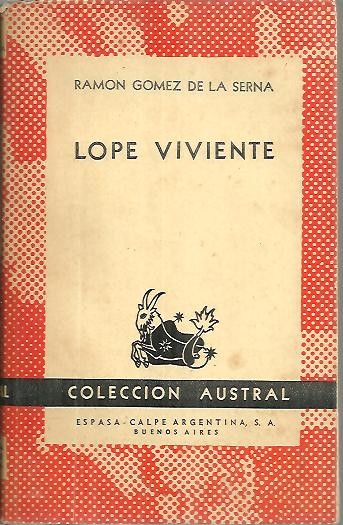 RAMON GOMEZ DE LA SERNA
LOPE VIVIENTE
L
COLECCION AUSTRAL
ESPASA-CALPE ARGENTINA, S. A.
BUENOS AIRES